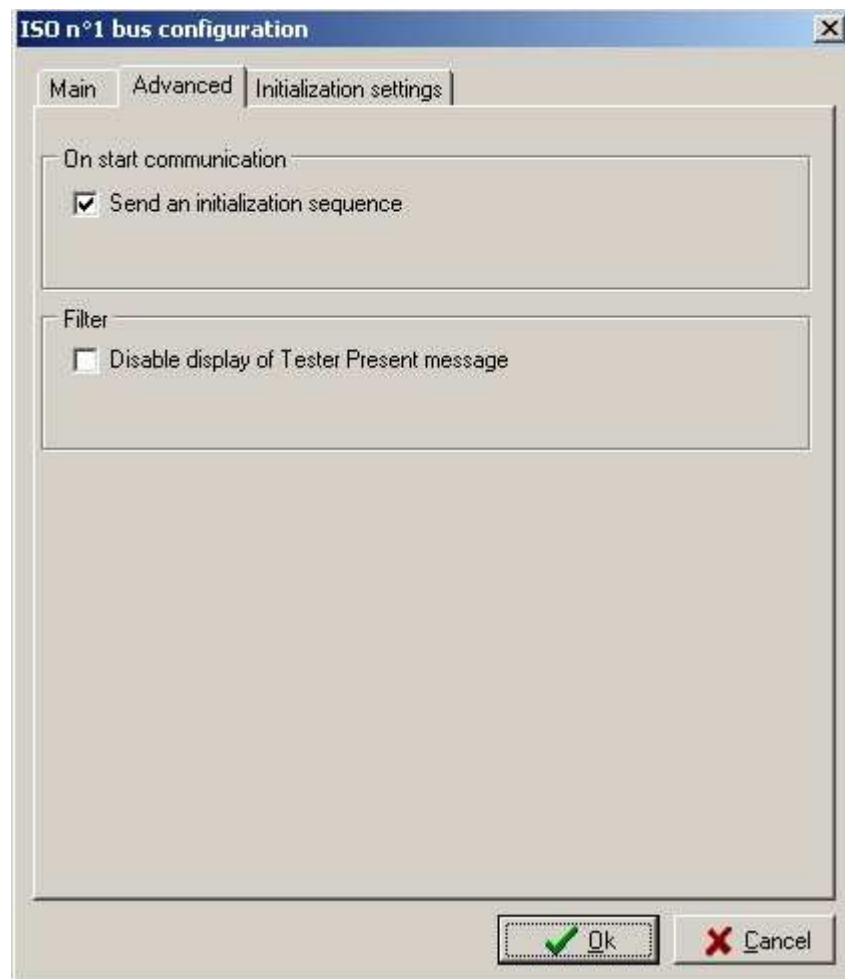 ISO n°1 bus configuration
Main Advanced Initialization settings
On start communication
Send an initialization sequence
Filter
Disable display of Tester Present message
Ok Cancel